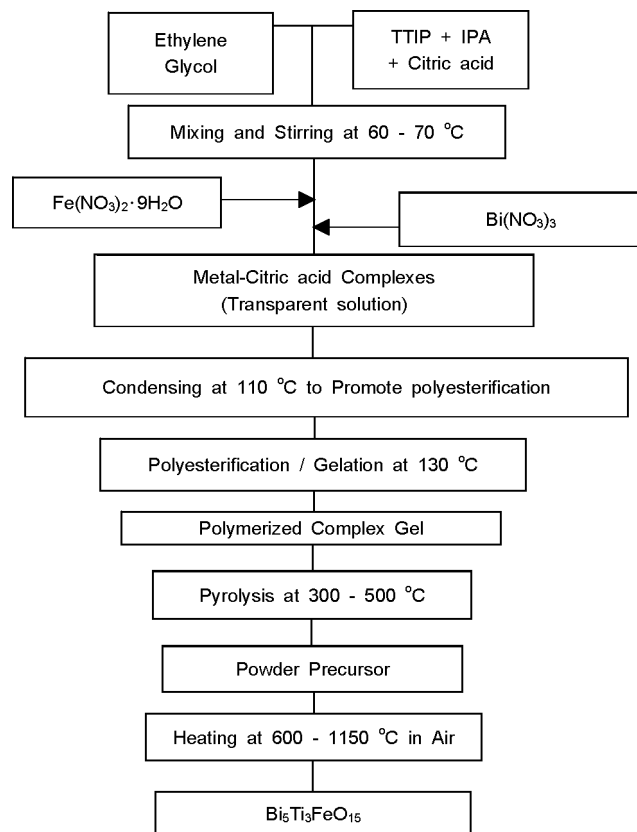 Ethylene
Glycol
TTIP + IPA
+ Citric acid
Mixing and Stirring at 60 - 70 °C
Fe(NO₃)₂·9H₂O
Bi(NO₃)₃
Metal-Citric acid Complexes
(Transparent solution)
Condensing at 110 °C to Promote polyesterification
Polyesterification / Gelation at 130 °C
Polymerized Complex Gel
Pyrolysis at 300 - 500 °C
Powder Precursor
Heating at 600 - 1150 °C in Air
Bi₅Ti₃FeO₁₅